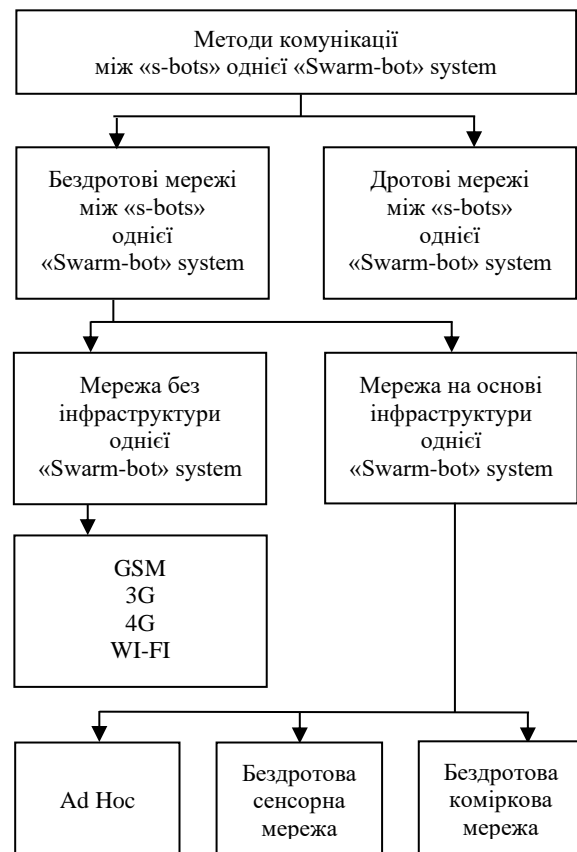 Методи комунікації
між «s-bots» однієї «Swarm-bot» system
Бездротові мережі
між «s-bots»
однієї
«Swarm-bot» system
Дротові мережі
між «s-bots»
однієї
«Swarm-bot» system
Мережа без
інфраструктури
однієї
«Swarm-bot» system
Мережа на основі
інфраструктури
однієї
«Swarm-bot» system
GSM
3G
4G
WI-FI
Ad Hoc
Бездротова
сенсорна
мережа
Бездротова
коміркова
мережа